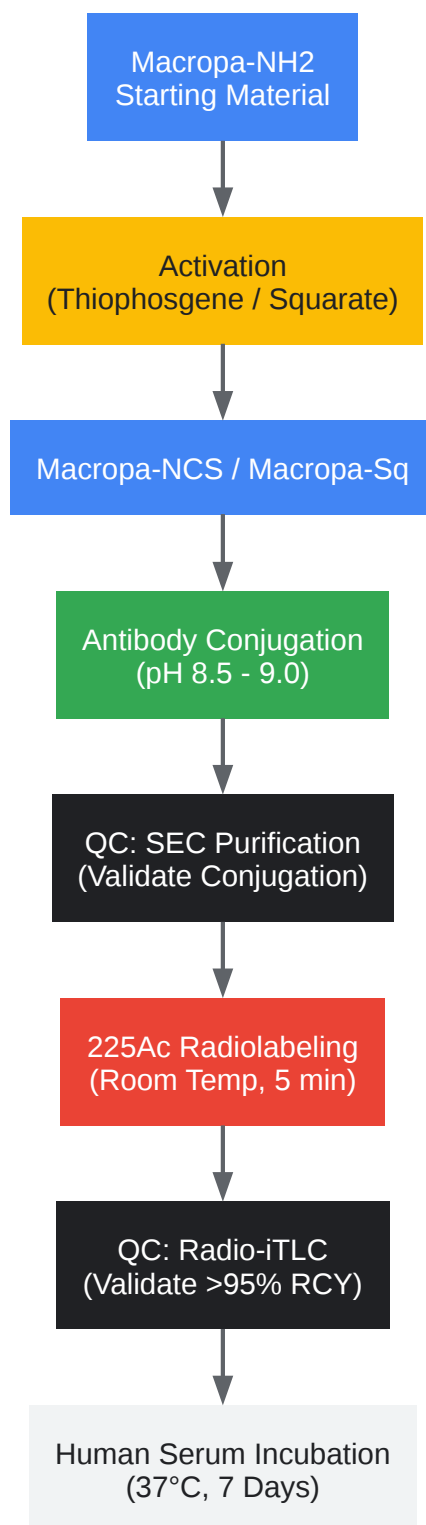 Macropa-NH2
Starting Material
Activation
(Thiophosgene / Squarate)
Macropa-NCS / Macropa-Sq
Antibody Conjugation
(pH 8.5 - 9.0)
QC: SEC Purification
(Validate Conjugation)
225Ac Radiolabeling
(Room Temp, 5 min)
QC: Radio-iTLC
(Validate >95% RCY)
Human Serum Incubation
(37°C, 7 Days)